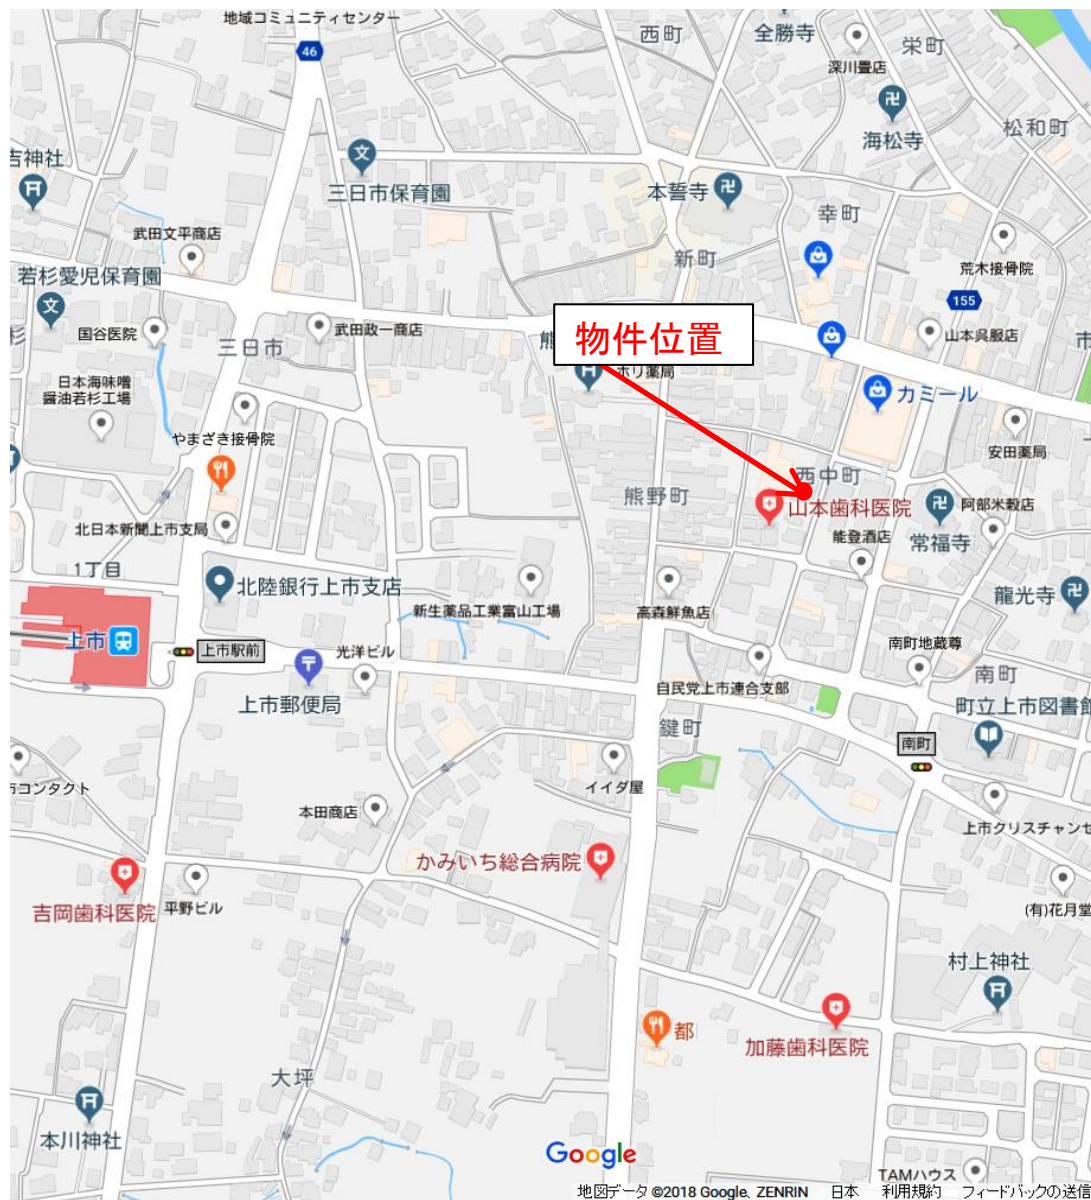 地域コミュニティセンター
西町
全勝寺
栄町
46
深川畳店
海松寺
松和町
吉神社
三日市保育園
本誓寺
幸町
武田文平商店
新町
荒木接骨院
若杉愛児保育園
155
国谷医院
武田政一商店
熊
物件位置
山本呉服店
市
杉
三日市
ホリ薬局
日本海味噌
醤油若杉工場
カミール
やまざき接骨院
安田薬局
西中町
熊野町
山本歯科医院
阿部米穀店
北日本新聞上市支局
能登酒店
常福寺
1丁目
北陸銀行上市支店
新生薬品工業富山工場
高森鮮魚店
龍光寺
上市
上市駅前
光洋ビル
南町地蔵尊
南町
自民党上市連合支部
上市郵便局
町立上市図書館
鍵町
南町
イイダ屋
市コンタクト
本田商店
上市クリスチャンセ
かみいち総合病院
吉岡歯科医院
平野ビル
(有)花月堂
村上神社
都
加藤歯科医院
大坪
本川神社
Google
TAMハウス
地図データ ©2018 Google, ZENRIN 日本 利用規約 フィードバックの送信